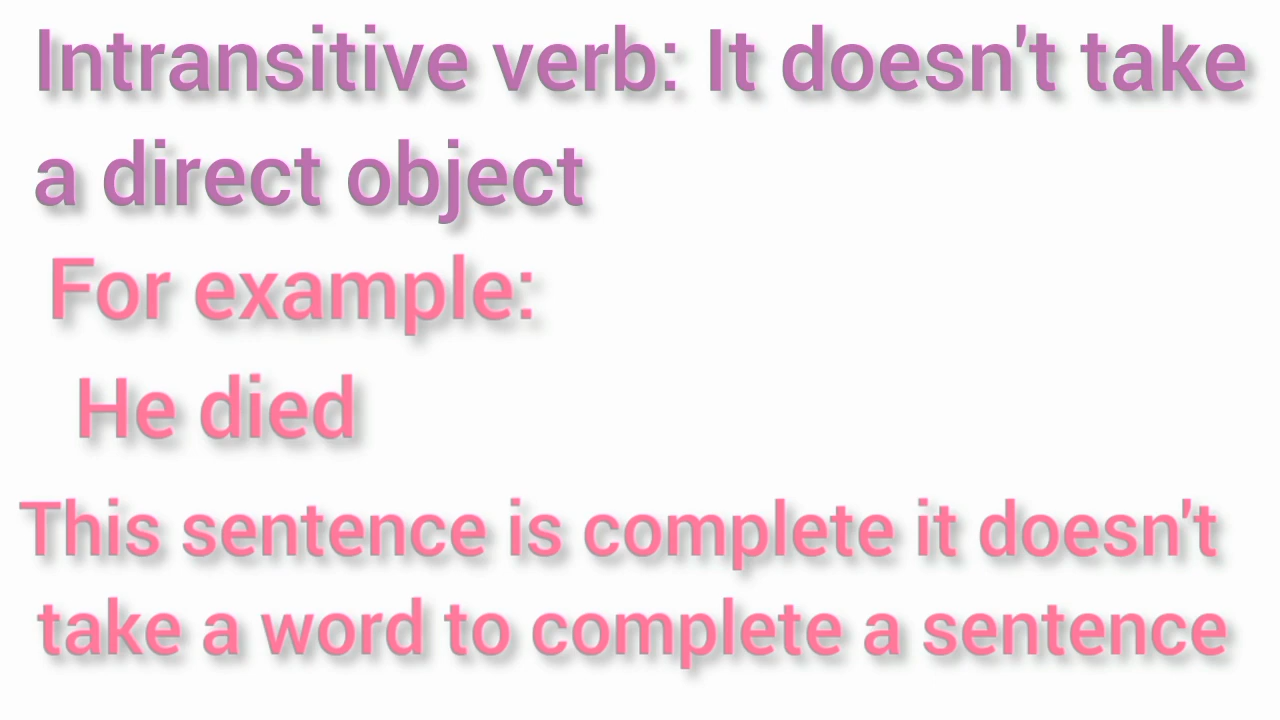 Intransitive verb: It doesn't take
a direct object
For example:
He died
This sentence is complete it doesn't
take a word to complete a sentence